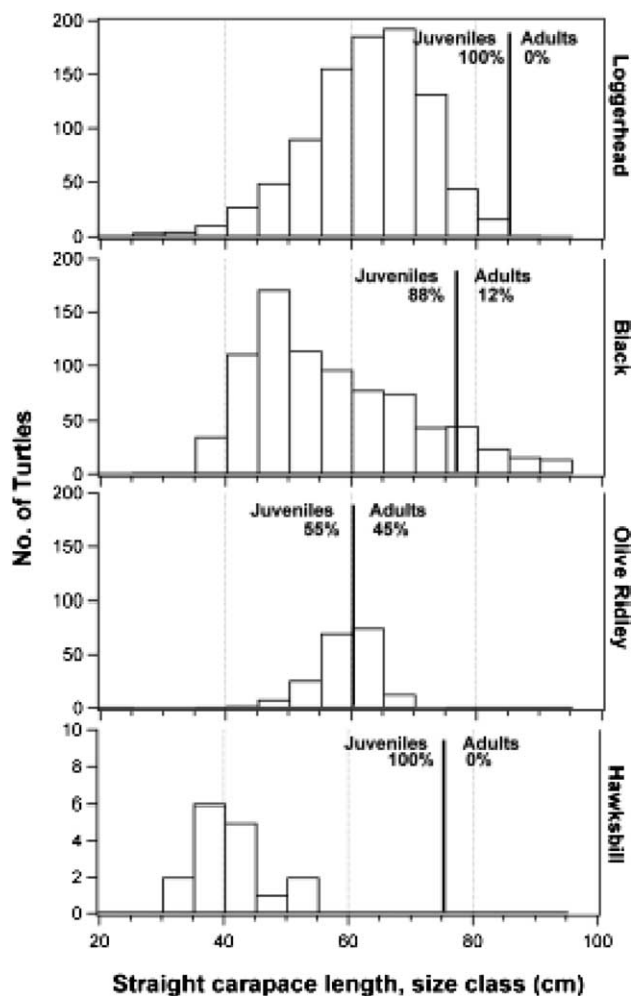 200
150
100
50
0
Juveniles Adults
100% 0%
Loggerhead
200
150
100
50
0
Juveniles Adults
88% 12%
Black
200
150
100
50
0
Juveniles Adults
55% 45%
Olive Ridley
10
8
6
4
2
0
Juveniles Adults
100% 0%
Hawksbill
No. of Turtles
20 40 60 80 100
Straight carapace length, size class (cm)